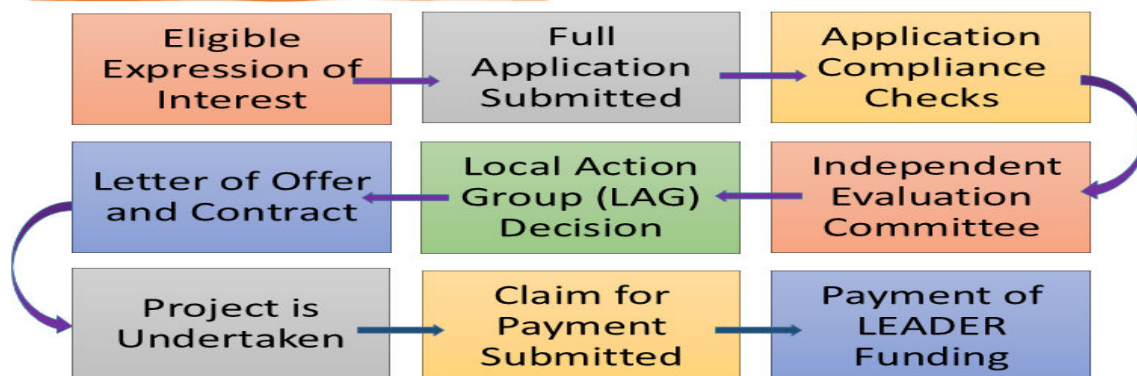 Eligible
Expression of
Interest
Full
Application
Submitted
Application
Compliance
Checks
Letter of Offer
and Contract
Local Action
Group (LAG)
Decision
Independent
Evaluation
Committee
Project is
Undertaken
Claim for
Payment
Submitted
Payment of
LEADER
Funding